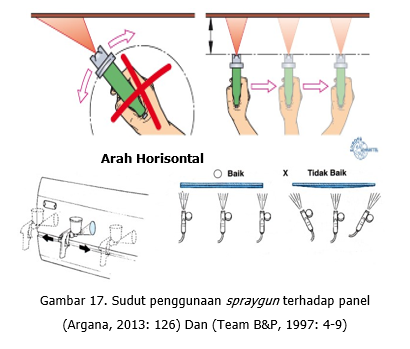 Arah Horisontal
Baik X Tidak Baik
Gambar 17. Sudut penggunaan spraygun terhadap panel
(Argana, 2013: 126) Dan (Team B&P, 1997: 4-9)